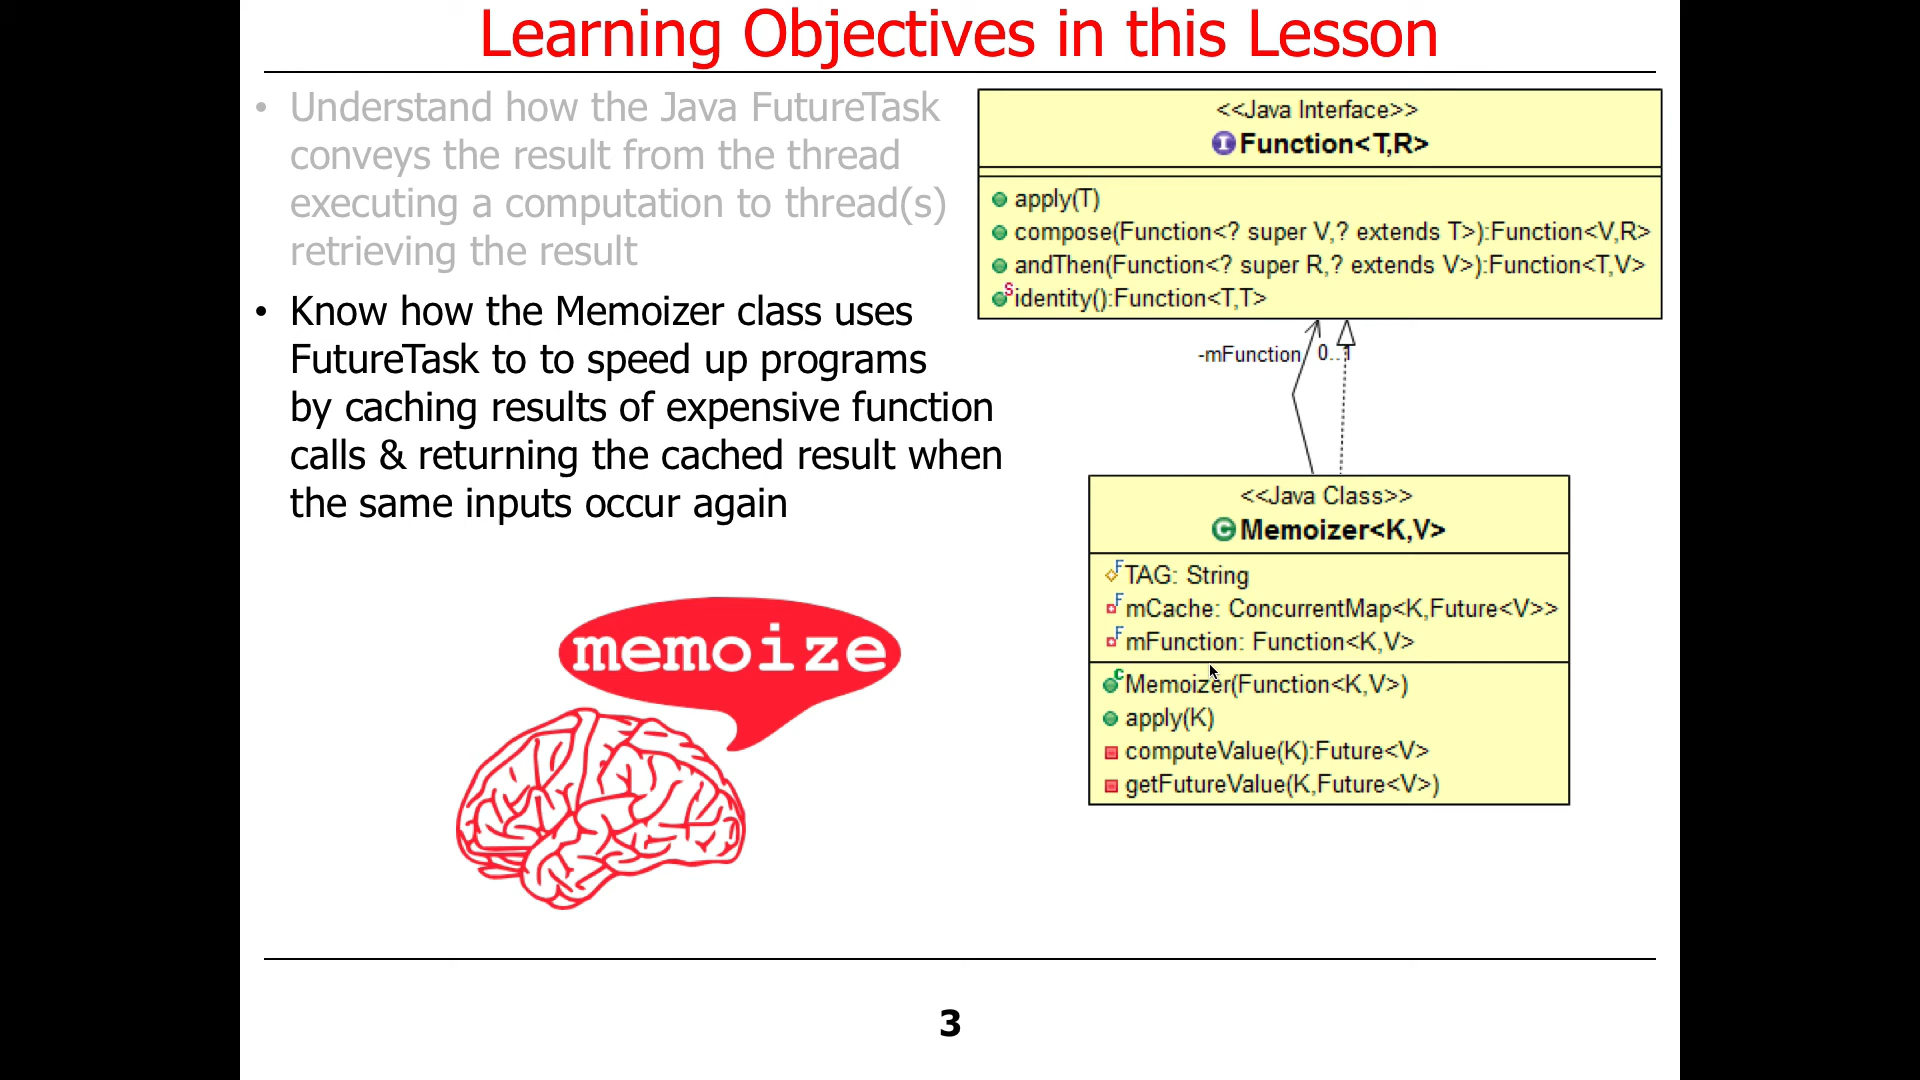 Learning Objectives in this Lesson
• Understand how the Java FutureTask
conveys the result from the thread
executing a computation to thread(s)
retrieving the result
• Know how the Memoizer class uses
FutureTask to to speed up programs
by caching results of expensive function
calls & returning the cached result when
the same inputs occur again
memoize
<<Java Interface>>
I Function<T,R>
apply(T)
compose(Function<? super V,? extends T>):Function<V,R>
andThen(Function<? super R,? extends V>):Function<T,V>
S identity():Function<T,T>
-mFunction 0..1
<<Java Class>>
C Memoizer<K,V>
F TAG: String
F mCache: ConcurrentMap<K,Future<V>>
F mFunction: Function<K,V>
C Memoizer(Function<K,V>)
apply(K)
computeValue(K):Future<V>
getFutureValue(K,Future<V>)
3